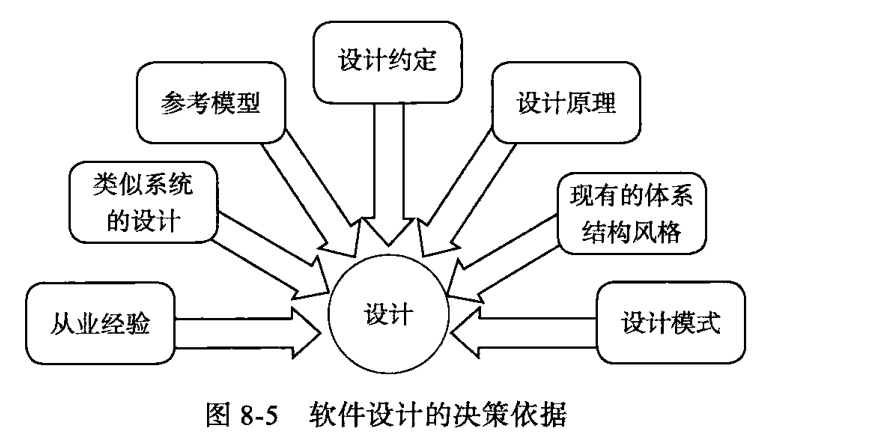 设计约定
参考模型
设计原理
类似系统
的设计
现有的体系
结构风格
从业经验
设计
设计模式
图 8-5 软件设计的决策依据